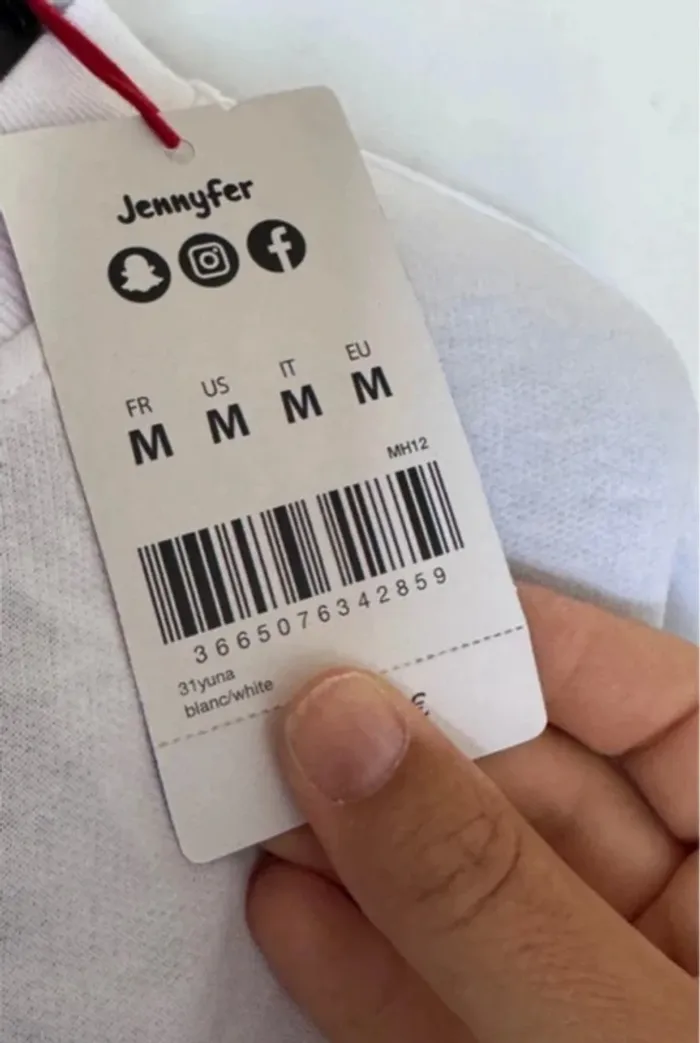 Jennyfer
FR US IT EU
M M M M
MH12
3665076342859
31yuna
blanc/white
€